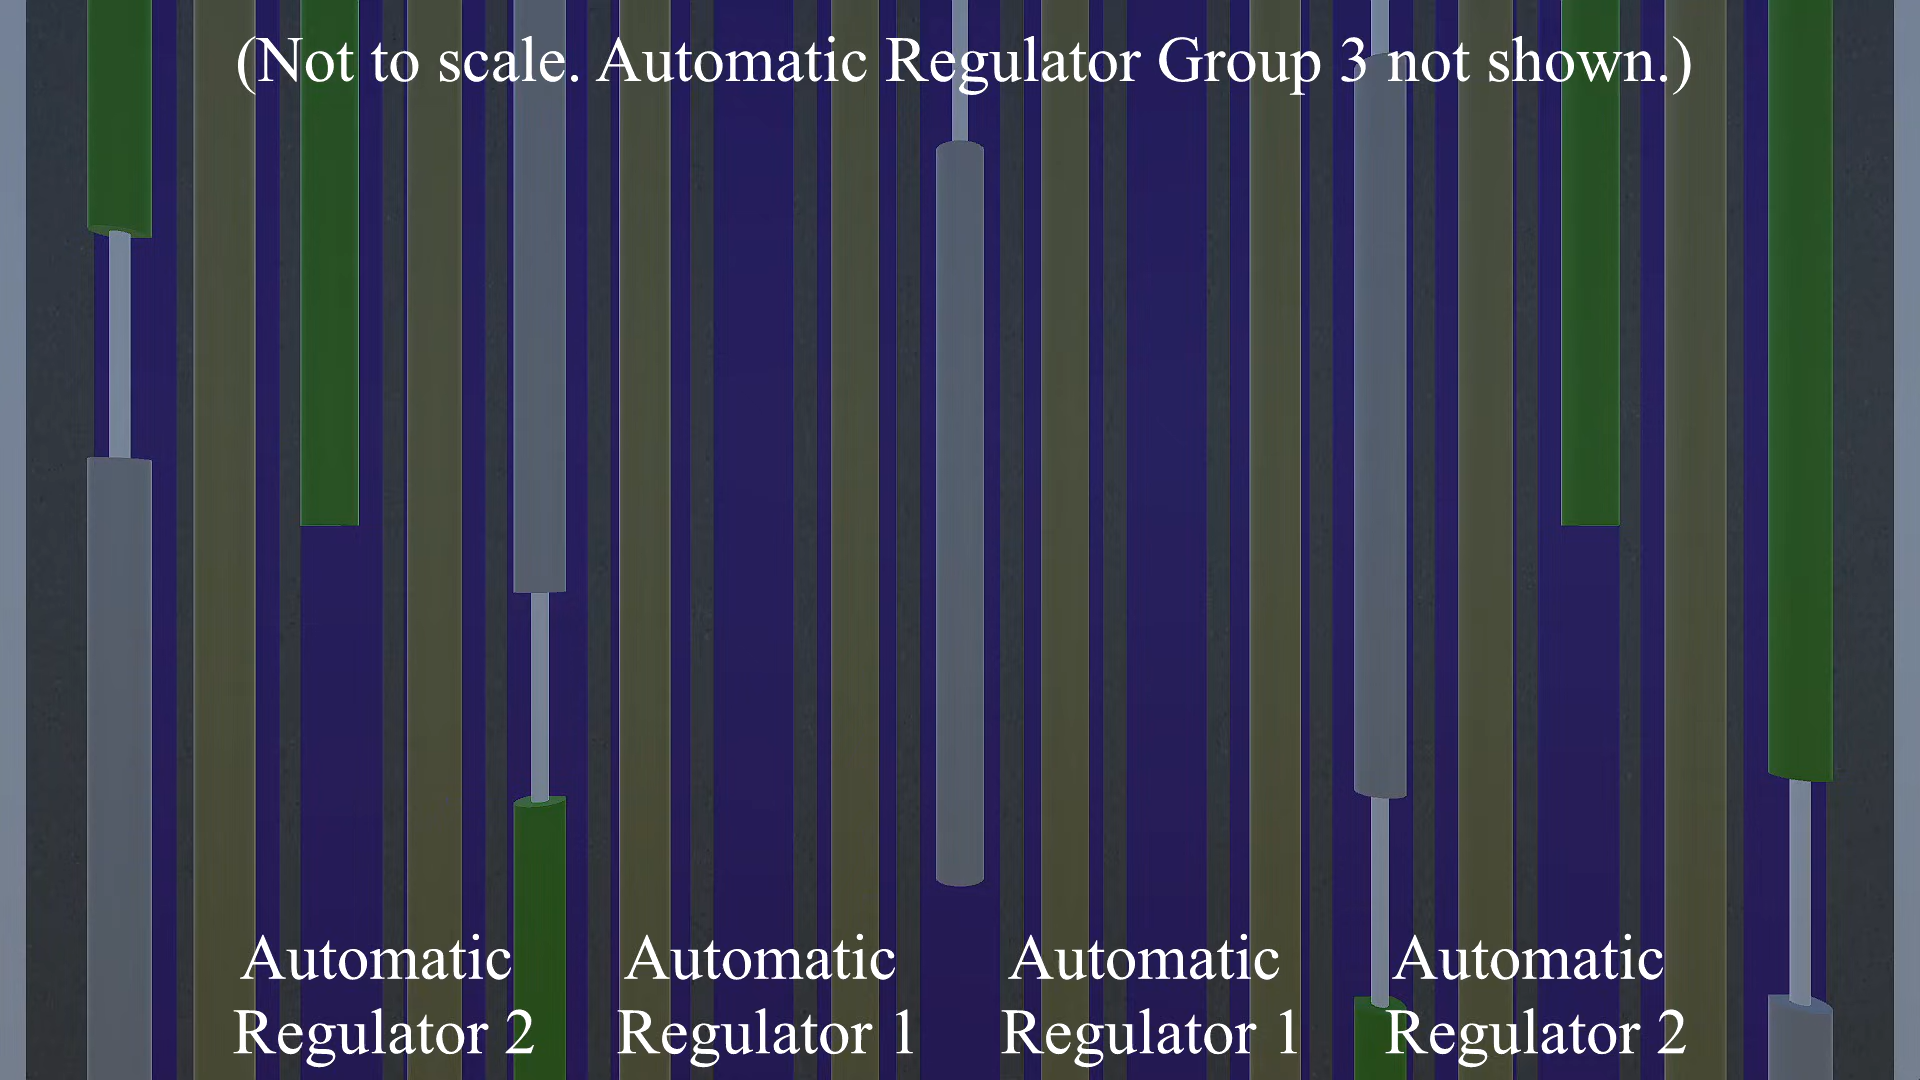 (Not to scale. Automatic Regulator Group 3 not shown.)
Automatic Regulator 2
Automatic Regulator 1
Automatic Regulator 1
Automatic Regulator 2